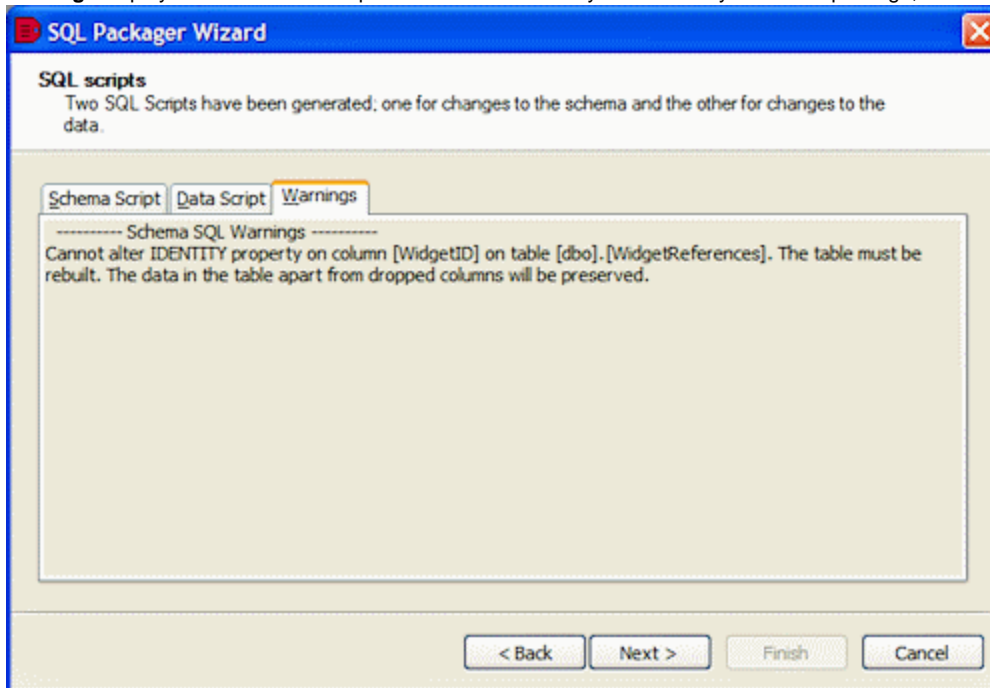 SQL Packager Wizard
SQL scripts
Two SQL Scripts have been generated; one for changes to the schema and the other for changes to the
data.
Schema Script Data Script Warnings
---------- Schema SQL Warnings ----------
Cannot alter IDENTITY property on column [WidgetID] on table [dbo].[WidgetReferences]. The table must be
rebuilt. The data in the table apart from dropped columns will be preserved.
< Back Next > Finish Cancel